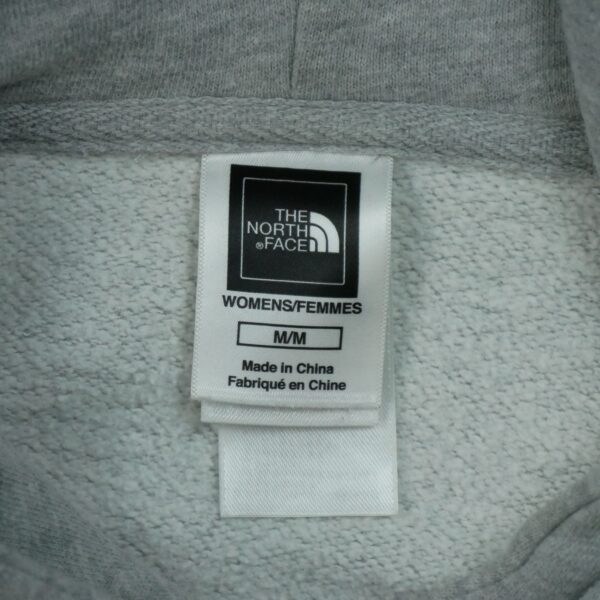 THE
NORTH
®FACE
WOMENS/FEMMES
M/M
Made in China
Fabriqué en Chine